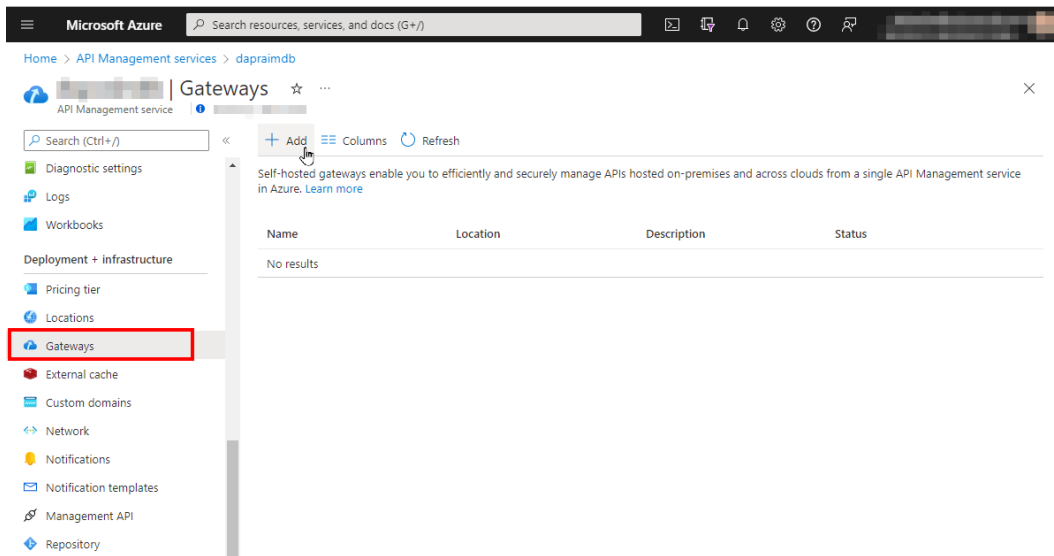 Microsoft Azure
Search resources, services, and docs (G+/)
Home > API Management services > dapraimdb
| Gateways
API Management service
Search (Ctrl+/)
Add
Columns
Refresh
Diagnostic settings
Logs
Workbooks
Deployment + infrastructure
Pricing tier
Locations
Gateways
External cache
Custom domains
Network
Notifications
Notification templates
Management API
Repository
Self-hosted gateways enable you to efficiently and securely manage APIs hosted on-premises and across clouds from a single API Management service
in Azure. Learn more
Name Location Description Status
No results